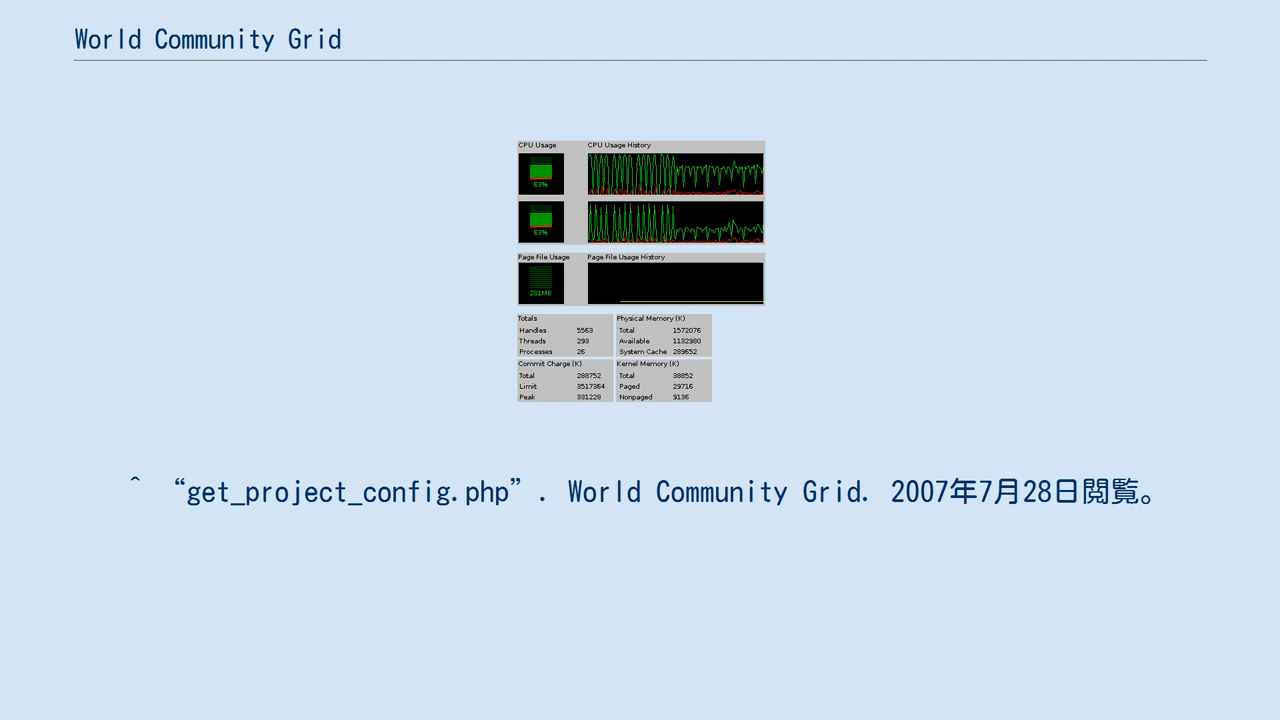 World Community Grid
CPU Usage CPU Usage History
53%
53%
Page File Usage Page File Usage History
281MB
Totals Physical Memory (K)
Handles 5563 Total 1572076
Threads 293 Available 1132980
Processes 26 System Cache 289652
Commit Charge (K) Kernel Memory (K)
Total 288752 Total 38852
Limit 3517364 Paged 29716
Peak 331228 Nonpaged 9136
^ “get_project_config.php”. World Community Grid. 2007年7月28日閲覧。